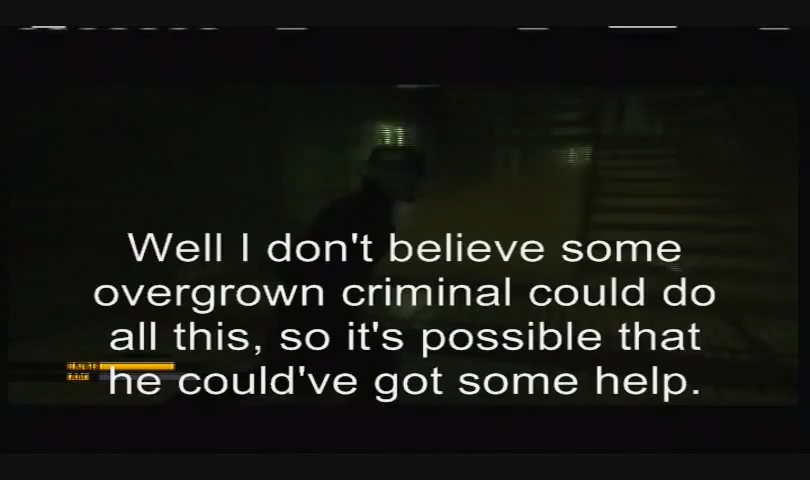 Well I don't believe some
overgrown criminal could do
all this, so it's possible that
he could've got some help.